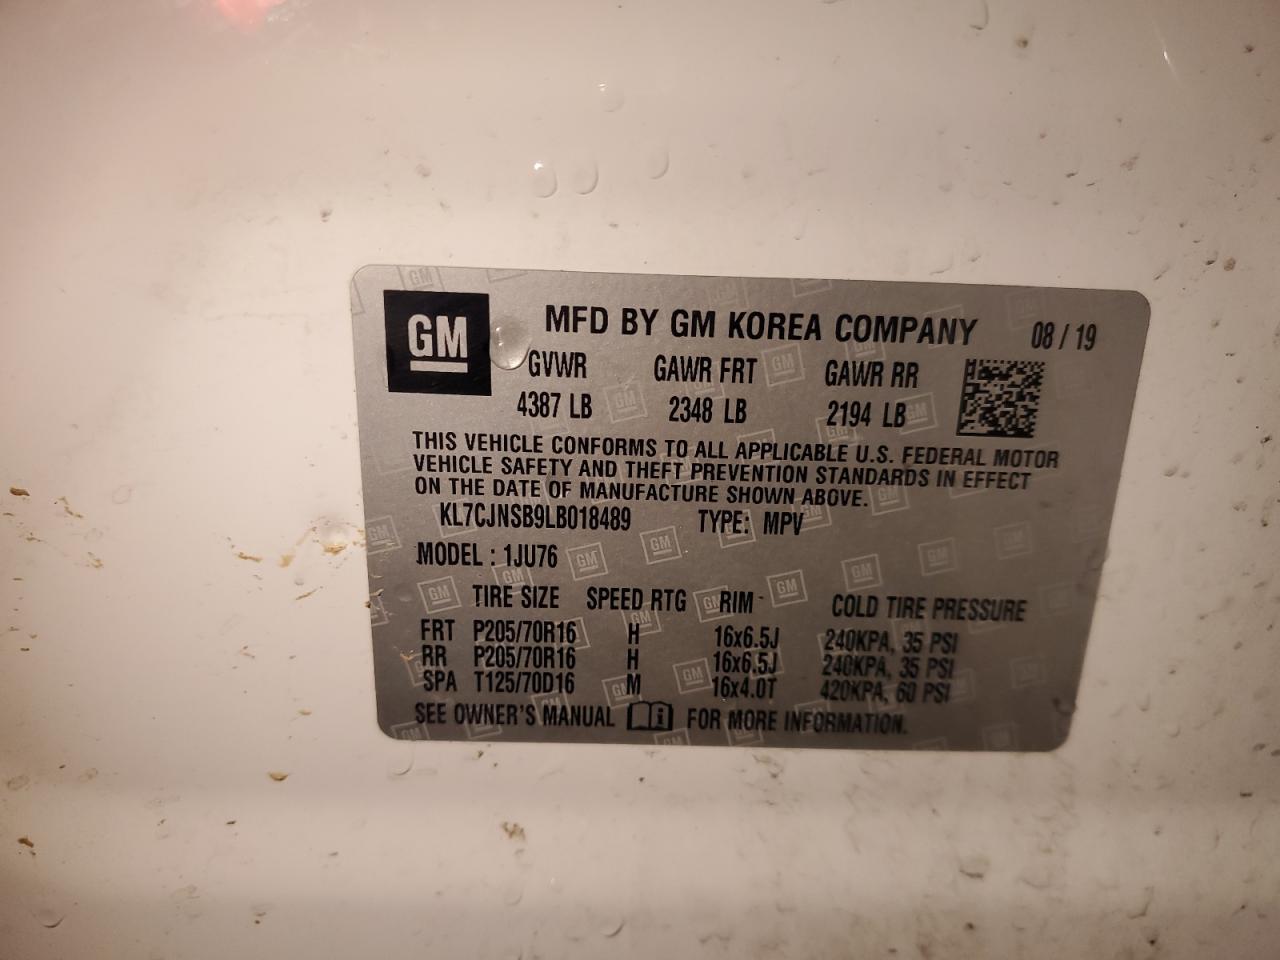 GM
MFD BY GM KOREA COMPANY 08 / 19
GVWR GAWR FRT GAWR RR
4387 LB 2348 LB 2194 LB
THIS VEHICLE CONFORMS TO ALL APPLICABLE U.S. FEDERAL MOTOR
VEHICLE SAFETY AND THEFT PREVENTION STANDARDS IN EFFECT
ON THE DATE OF MANUFACTURE SHOWN ABOVE.
KL7CJNSB9LB018489 TYPE: MPV
MODEL : 1JU76
TIRE SIZE SPEED RTG RIM COLD TIRE PRESSURE
FRT P205/70R16 H 16x6.5J 240KPA, 35 PSI
RR P205/70R16 H 16x6.5J 240KPA, 35 PSI
SPA T125/70D16 M 16x4.0T 420KPA, 60 PSI
SEE OWNER'S MANUAL FOR MORE INFORMATION.